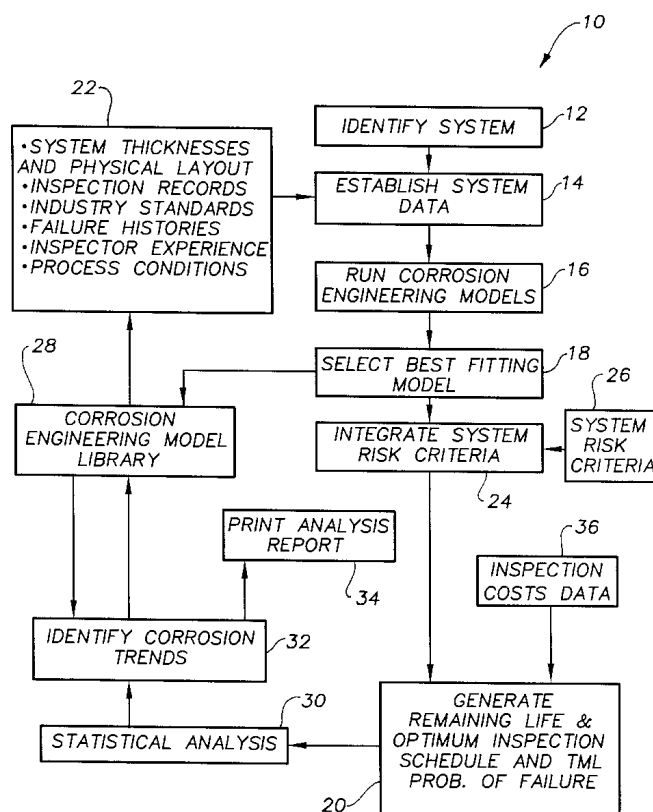 10
22
IDENTIFY SYSTEM
12
·SYSTEM THICKNESSES
AND PHYSICAL LAYOUT
·INSPECTION RECORDS
·INDUSTRY STANDARDS
·FAILURE HISTORIES
·INSPECTOR EXPERIENCE
·PROCESS CONDITIONS
ESTABLISH SYSTEM
DATA
14
RUN CORROSION
ENGINEERING MODELS
16
SELECT BEST FITTING
MODEL
18
28
CORROSION
ENGINEERING MODEL
LIBRARY
INTEGRATE SYSTEM
RISK CRITERIA
24
26
SYSTEM
RISK
CRITERIA
PRINT ANALYSIS
REPORT
34
36
INSPECTION
COSTS DATA
IDENTIFY CORROSION
TRENDS
32
30
STATISTICAL ANALYSIS
GENERATE
REMAINING LIFE &
OPTIMUM INSPECTION
SCHEDULE AND TML
PROB. OF FAILURE
20